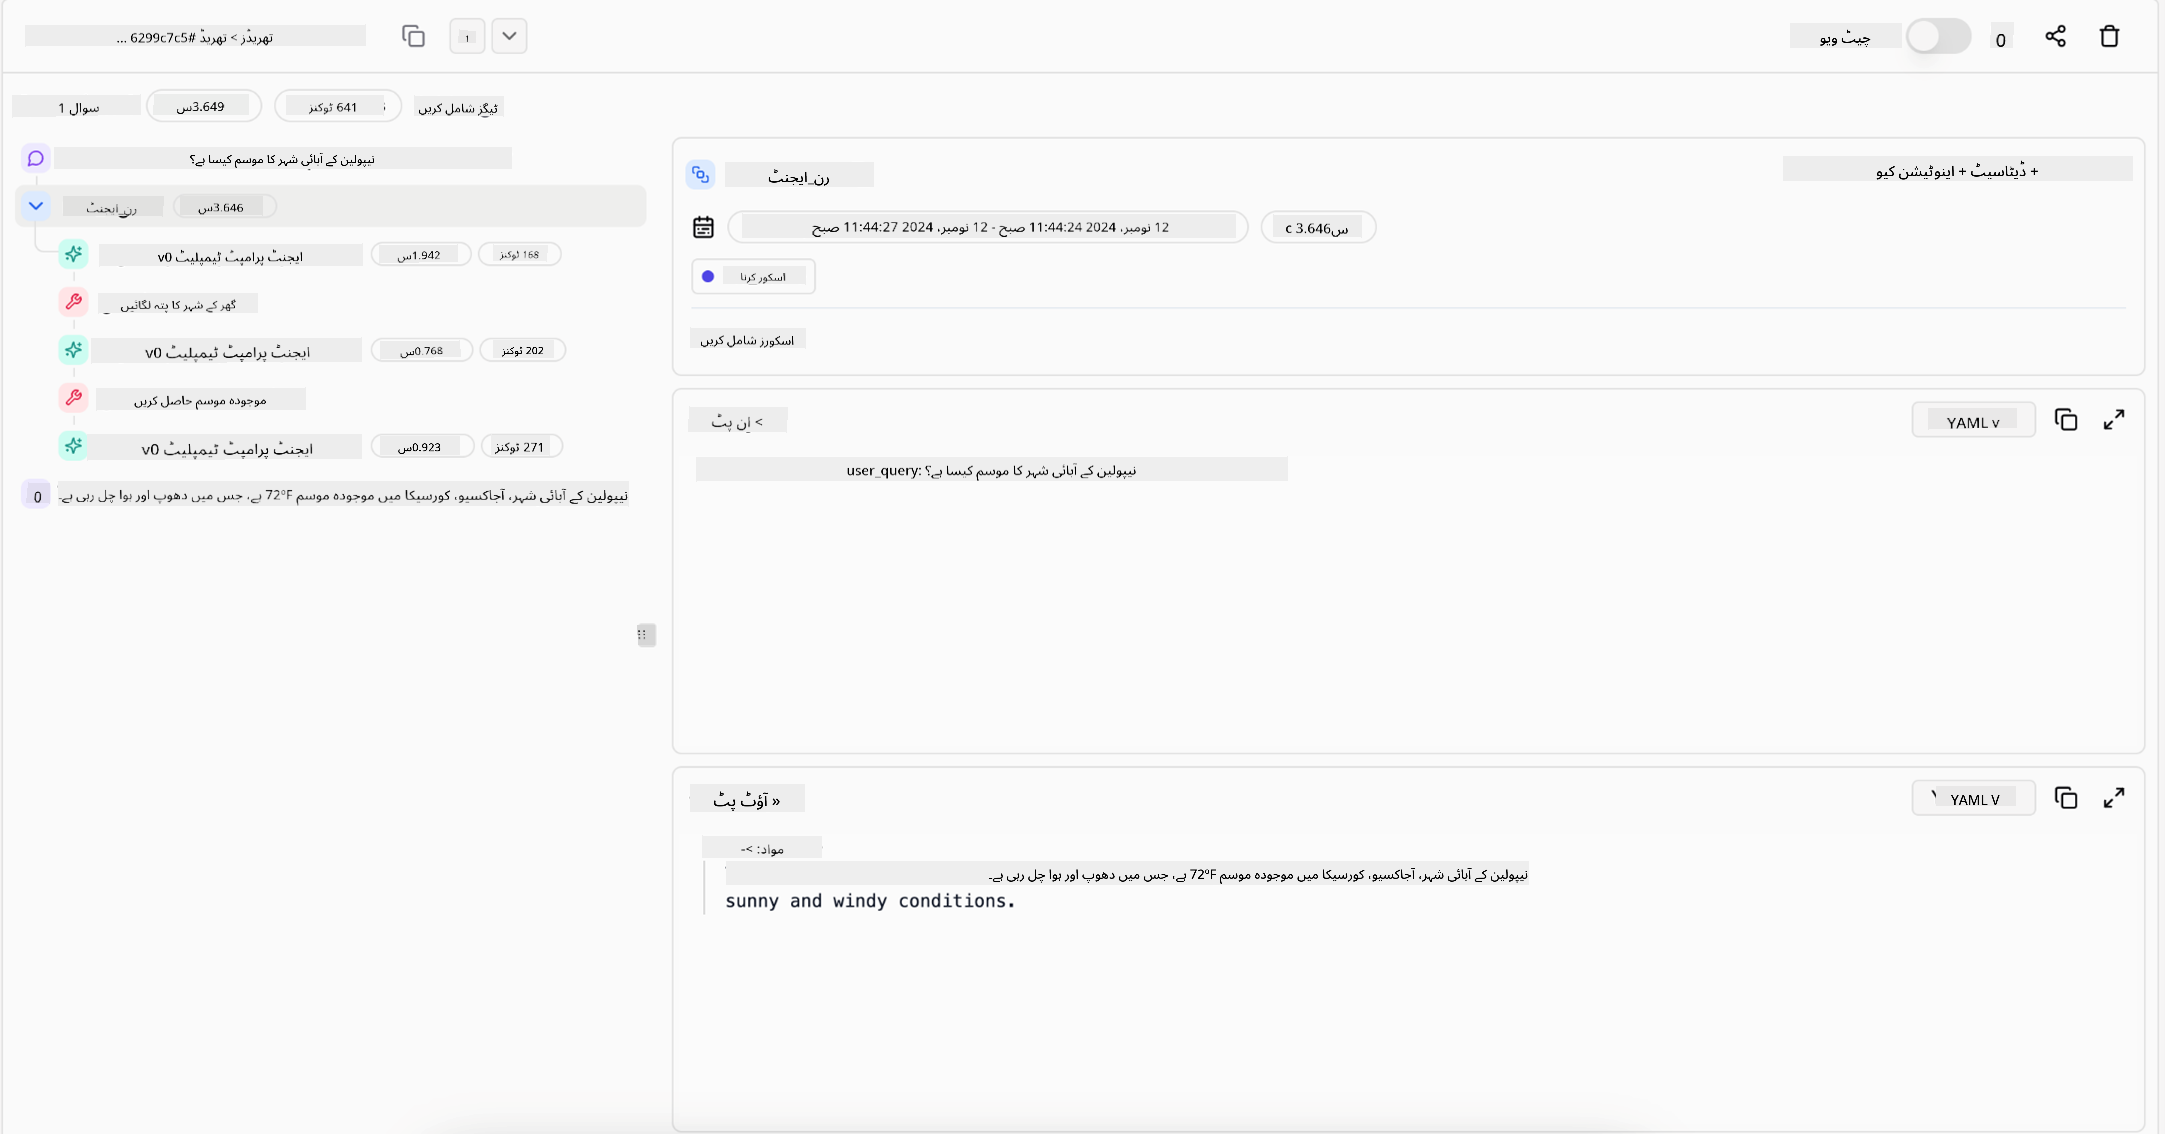 تھریڈز > تھریڈ #6299c7c5 ...
1
چیٹ ویو
0
سوال 1
3.649س
641 ٹوکنز
ٹیگز شامل کریں
نیپولین کے آبائی شہر کا موسم کیسا ہے؟
رن_ایجنٹ
3.646س
ایجنٹ پرامپٹ ٹیمپلیٹ v0
1.942س
168 ٹوکنز
گھر کے شہر کا پتہ لگائیں
ایجنٹ پرامپٹ ٹیمپلیٹ v0
0.768س
202 ٹوکنز
موجودہ موسم حاصل کریں
ایجنٹ پرامپٹ ٹیمپلیٹ v0
0.923س
271 ٹوکنز
0
نیپولین کے آبائی شہر، آجاکسیو، کورسیکا میں موجودہ موسم 72°F ہے، جس میں دھوپ اور ہوا چل رہی ہے۔
رن_ایجنٹ
+ ڈیٹاسیٹ + اینوٹیشن کیو
12 نومبر، 2024 11:44:24 صبح - 12 نومبر، 2024 11:44:27 صبح
c 3.646س
اسکور کرنا
اسکورز شامل کریں
> ان پٹ
YAML v
user_query: نیپولین کے آبائی شہر کا موسم کیسا ہے؟
» آؤٹ پٹ
YAML V
مواد: >-
نیپولین کے آبائی شہر، آجاکسیو، کورسیکا میں موجودہ موسم 72°F ہے، جس میں دھوپ اور ہوا چل رہی ہے۔
sunny and windy conditions.